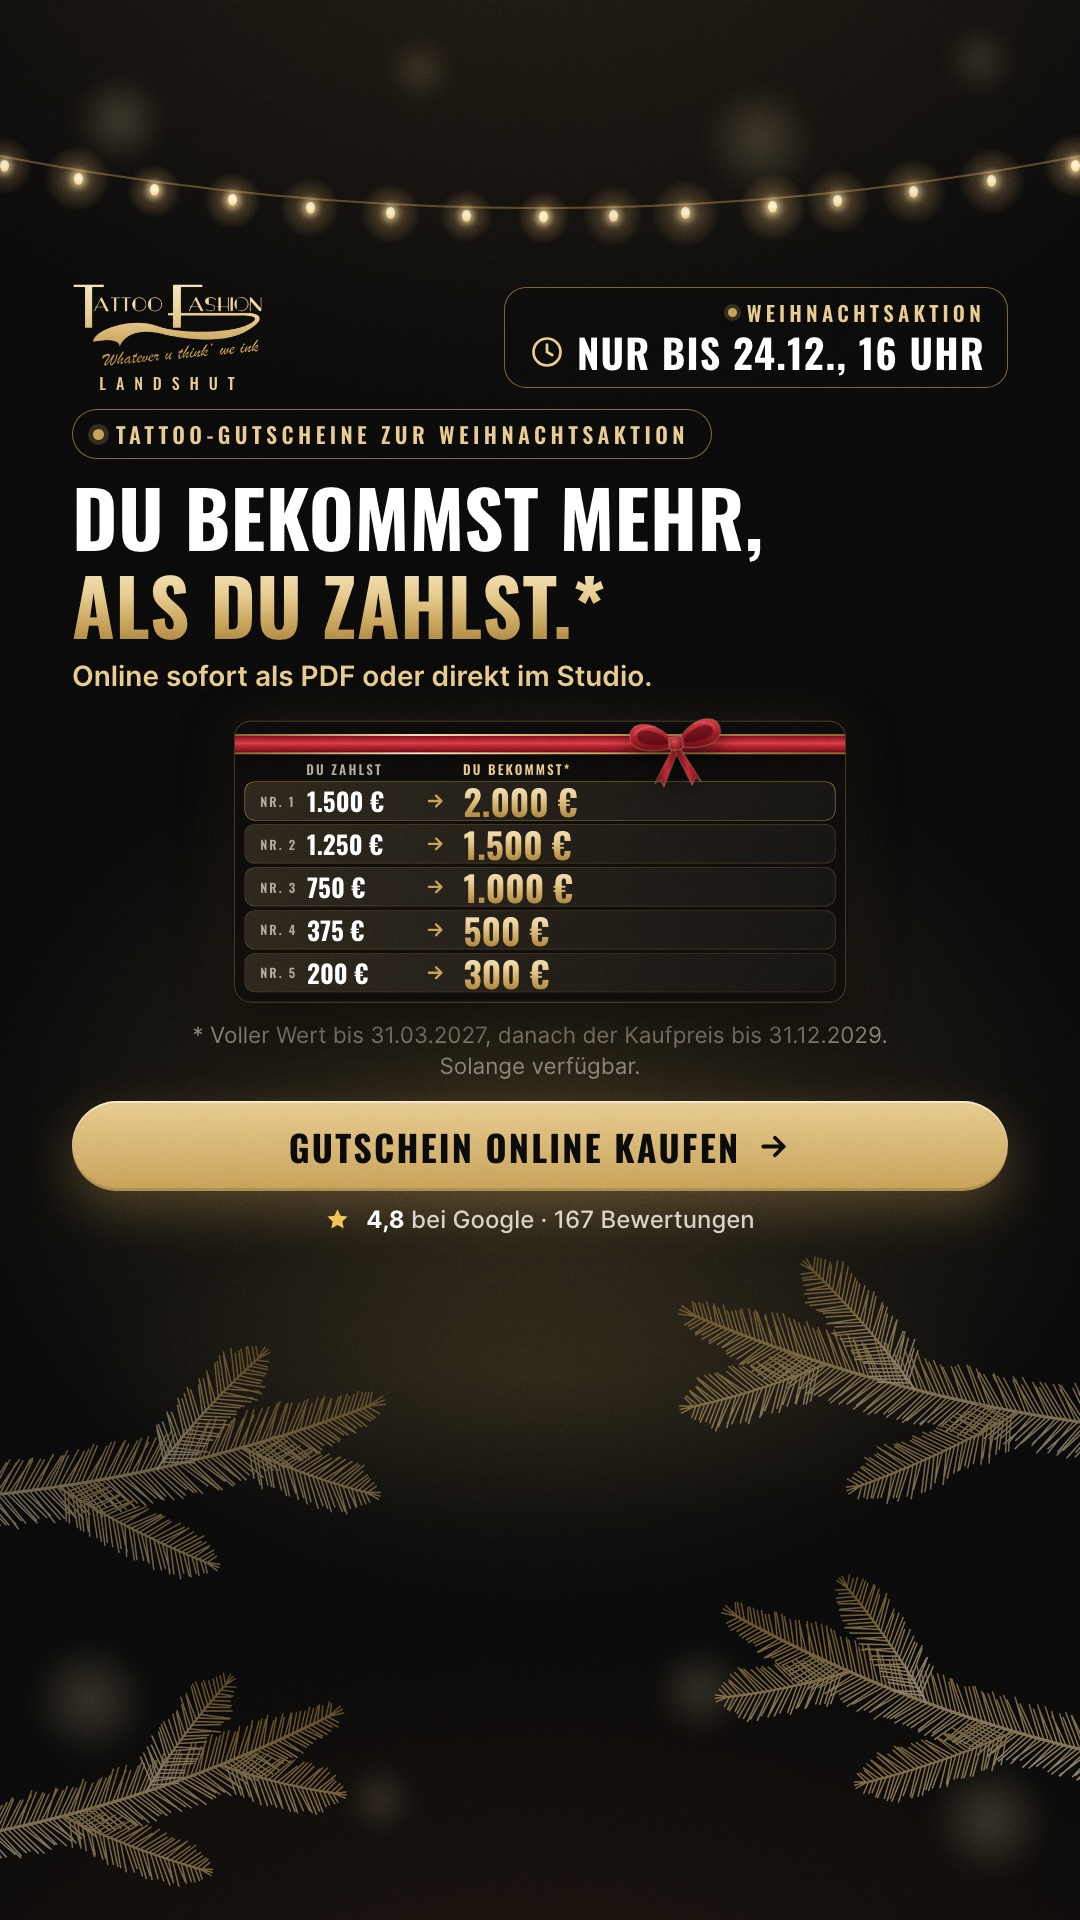 TATTOO FASHION
Whatever u think' we ink
LANDSHUT
WEIHNACHTSAKTION
NUR BIS 24.12., 16 UHR
TATTOO-GUTSCHEINE ZUR WEIHNACHTSAKTION
DU BEKOMMST MEHR,
ALS DU ZAHLST.*
Online sofort als PDF oder direkt im Studio.
DU ZAHLST DU BEKOMMST*
NR. 1 1.500 € → 2.000 €
NR. 2 1.250 € → 1.500 €
NR. 3 750 € → 1.000 €
NR. 4 375 € → 500 €
NR. 5 200 € → 300 €
* Voller Wert bis 31.03.2027, danach der Kaufpreis bis 31.12.2029.
Solange verfügbar.
GUTSCHEIN ONLINE KAUFEN →
★ 4,8 bei Google · 167 Bewertungen